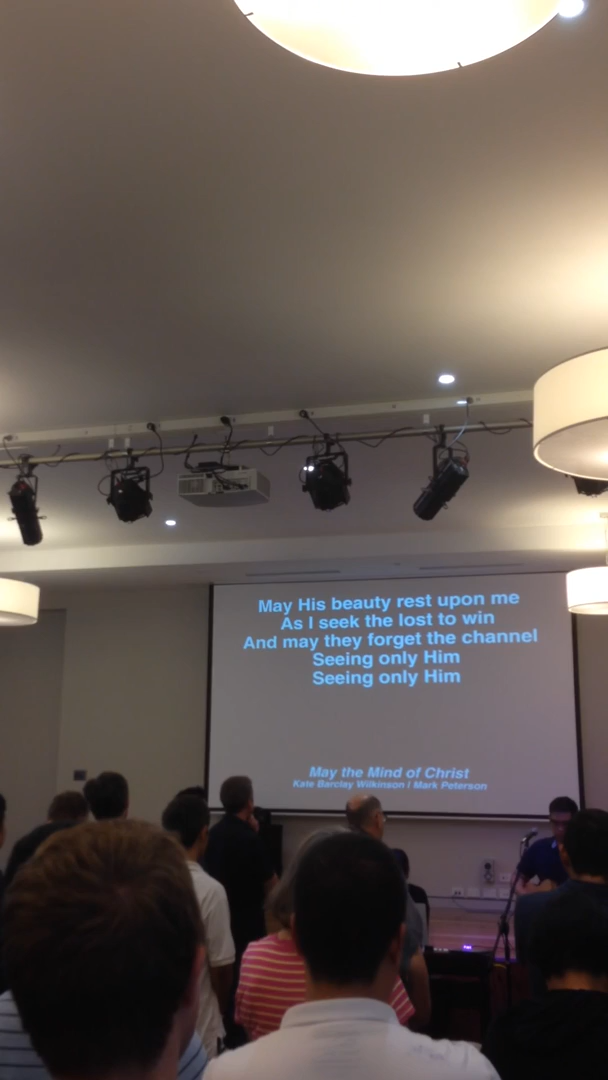 May His beauty rest upon me
As I seek the lost to win
And may they forget the channel
Seeing only Him
Seeing only Him
May the Mind of Christ
Kate Barclay Wilkinson / Mark Peterson